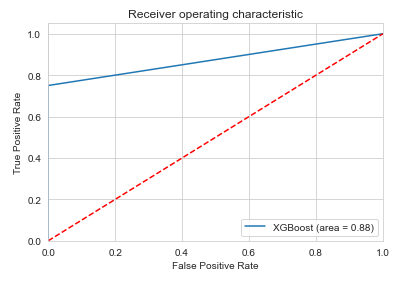 Receiver operating characteristic
True Positive Rate
1.0
0.8
0.6
0.4
0.2
0.0
XGBoost (area = 0.88)
0.0 0.2 0.4 0.6 0.8 1.0
False Positive Rate